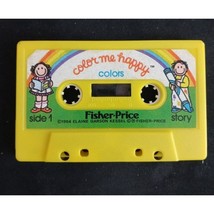 color me happy
colors
Fisher-Price
side 1
story